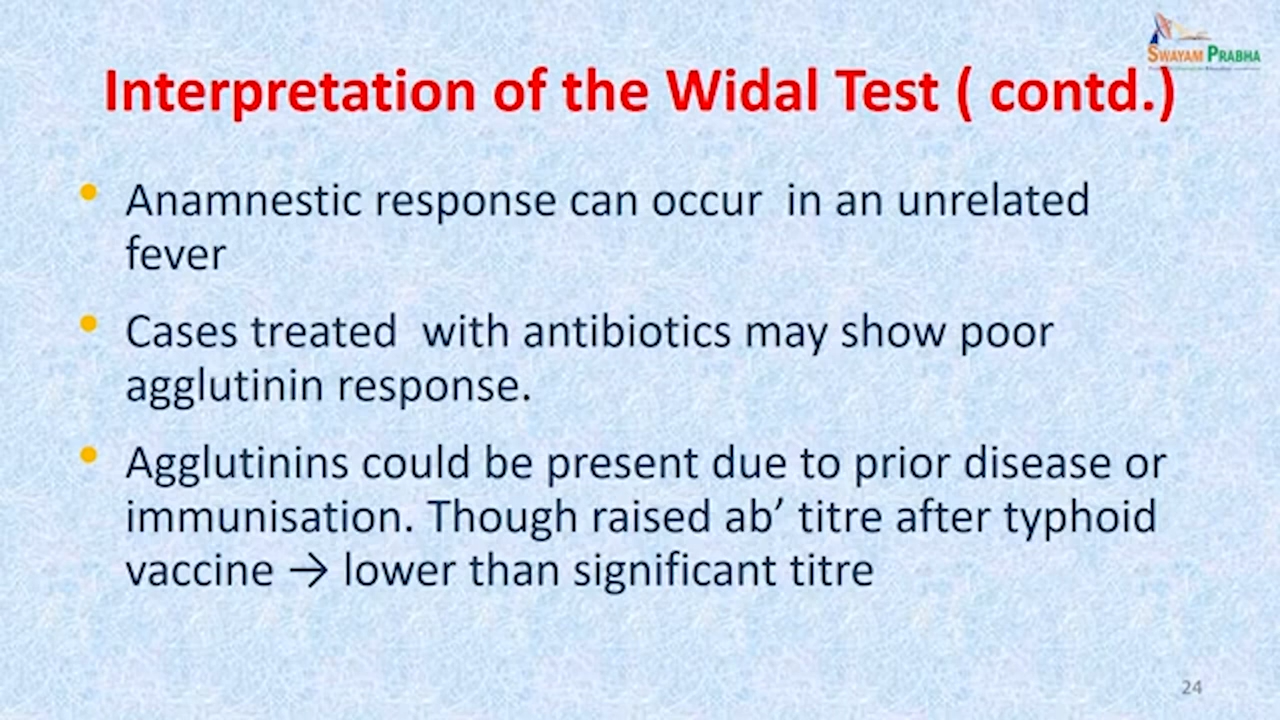 SWAYAM PRABHA
Interpretation of the Widal Test ( contd.)
• Anamnestic response can occur in an unrelated
fever
• Cases treated with antibiotics may show poor
agglutinin response.
• Agglutinins could be present due to prior disease or
immunisation. Though raised ab’ titre after typhoid
vaccine → lower than significant titre
24